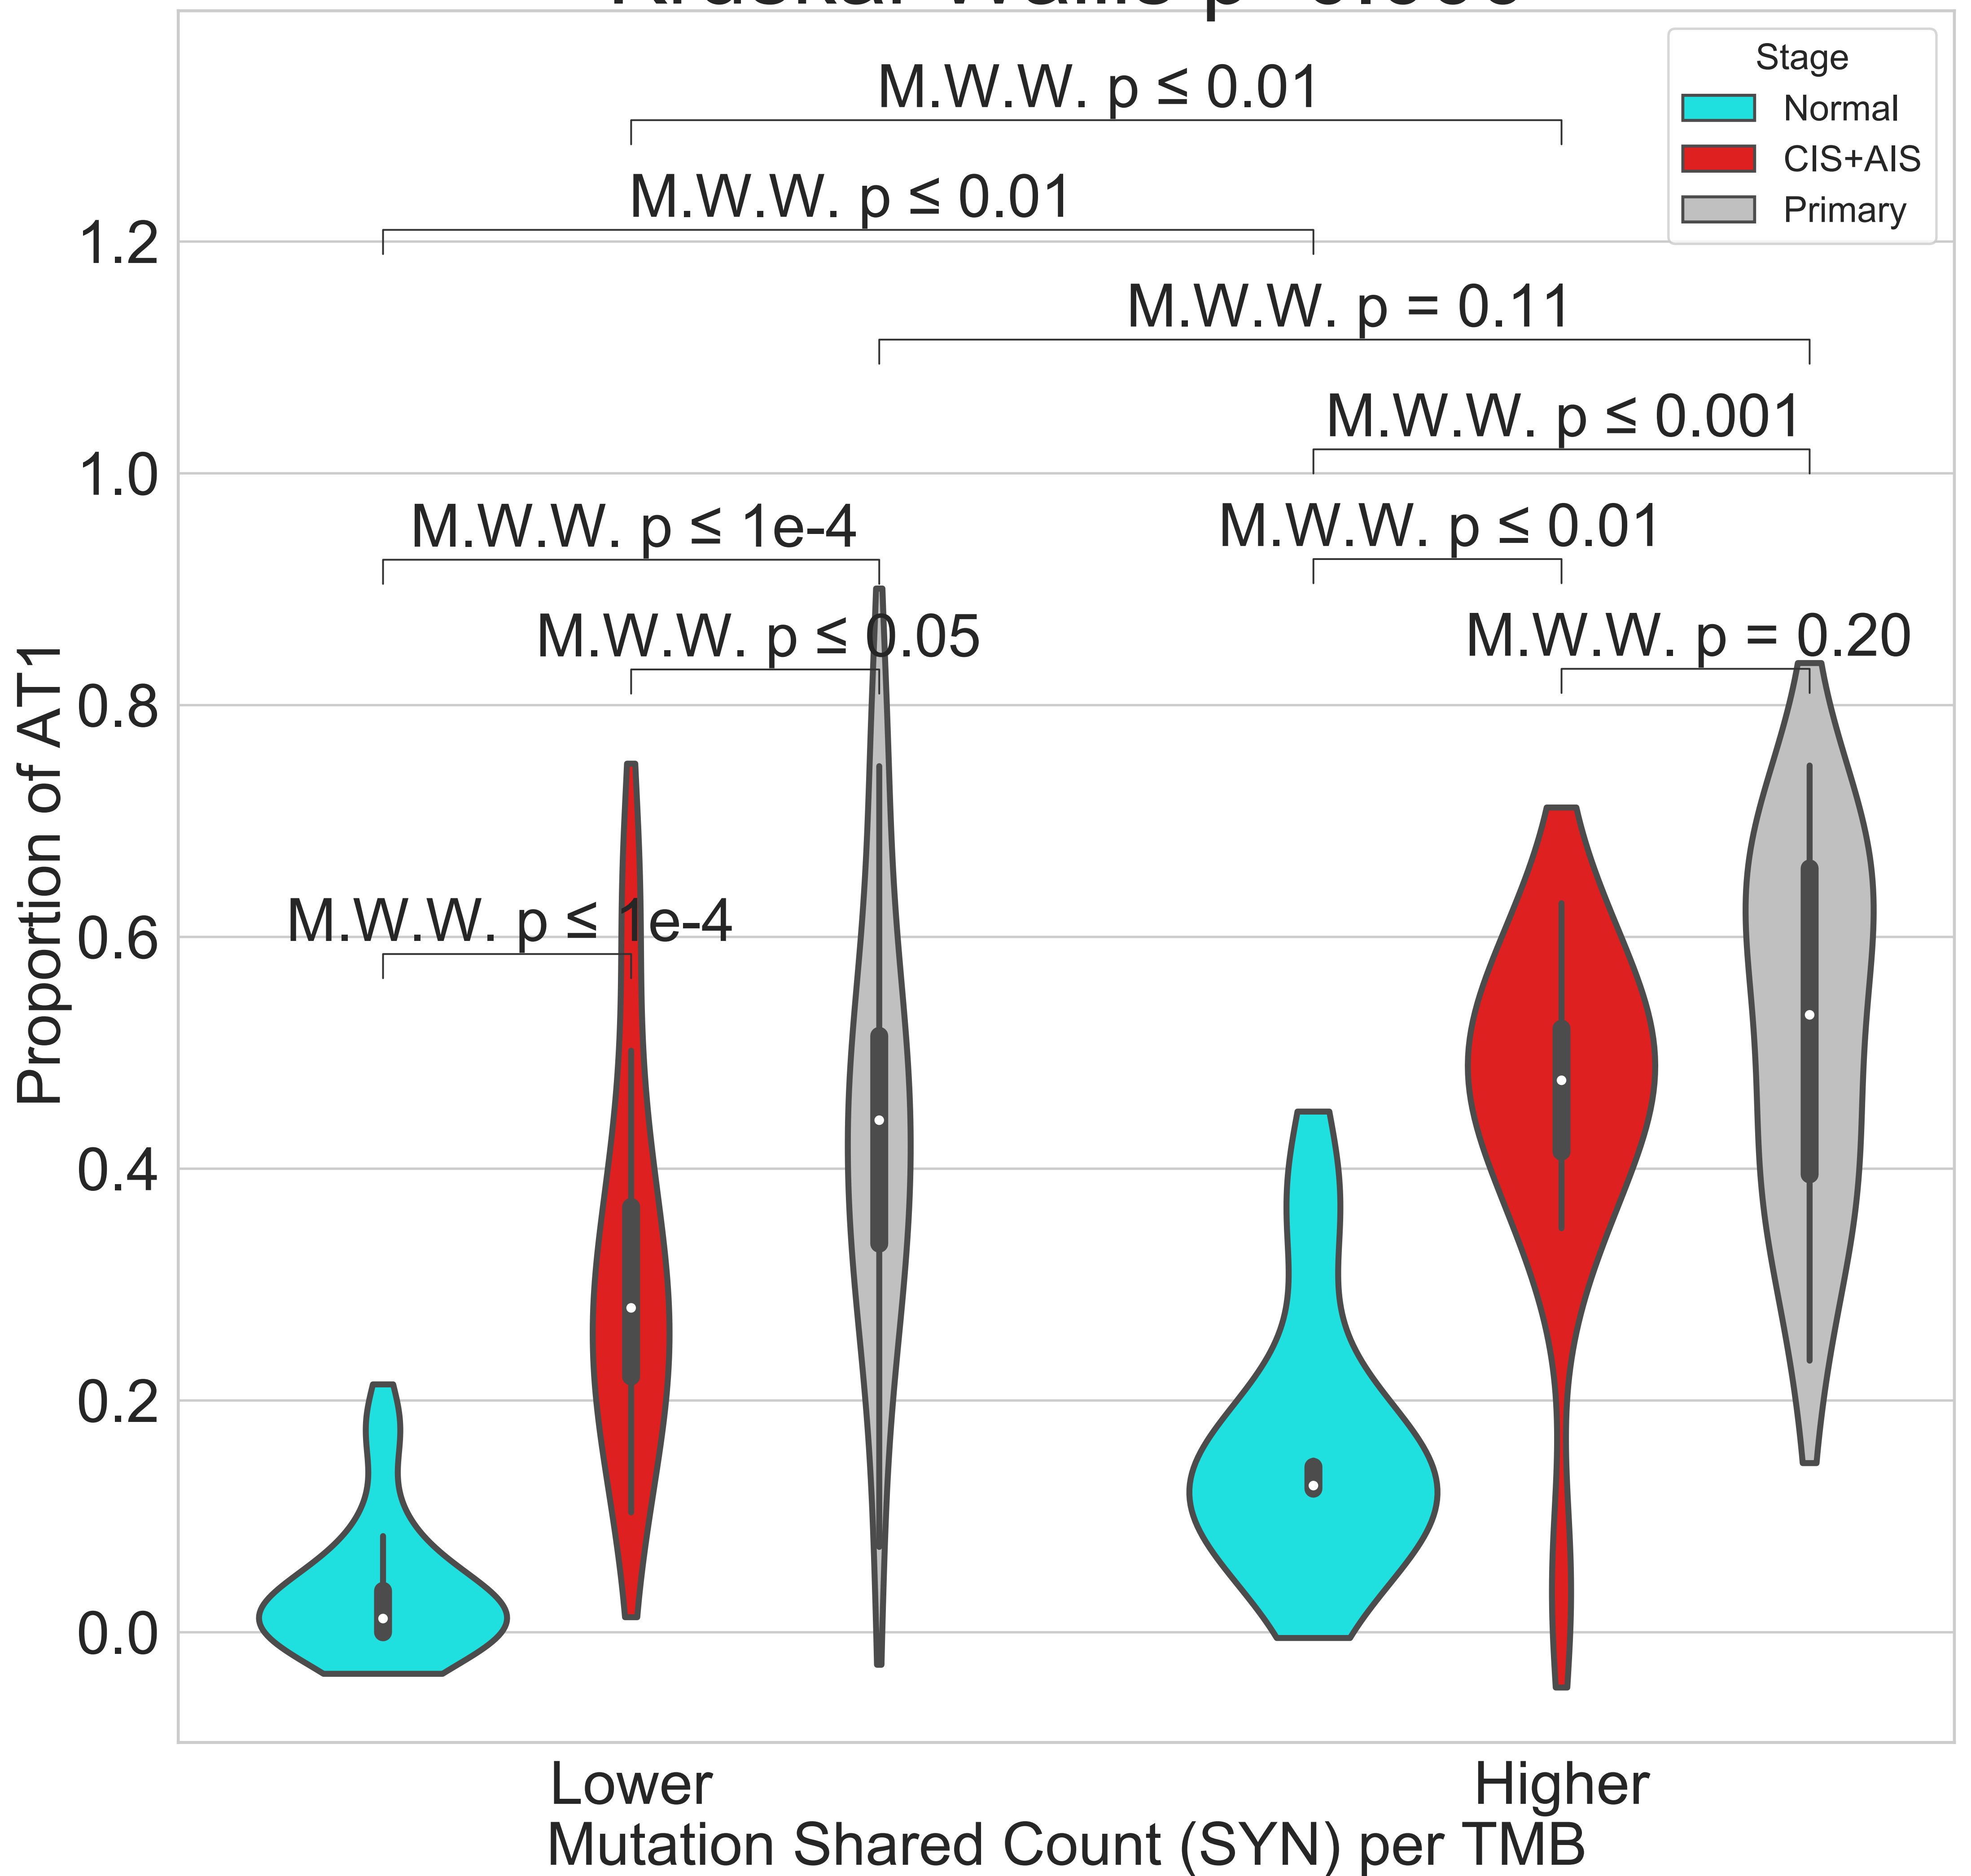 M.W.W. p ≤ 0.01
Stage
Normal
CIS+AIS
Primary
M.W.W. p ≤ 0.01
1.2
M.W.W. p = 0.11
M.W.W. p ≤ 0.001
1.0
M.W.W. p ≤ 1e-4
M.W.W. p ≤ 0.01
M.W.W. p ≤ 0.05
M.W.W. p = 0.20
0.8
M.W.W. p ≤ 1e-4
0.6
Proportion of AT1
0.4
0.2
0.0
Lower
Higher
Mutation Shared Count (SYN) per TMB